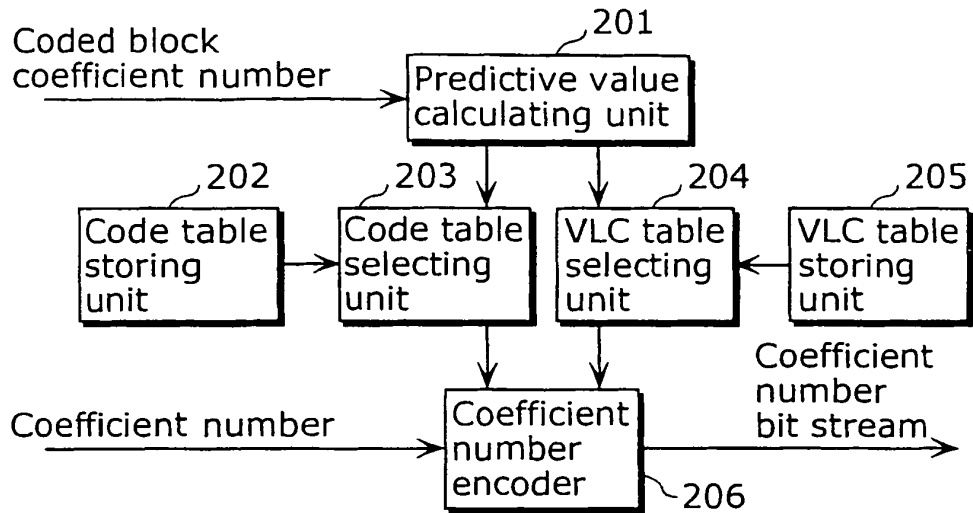 Coded block
coefficient number
201
Predictive value
calculating unit
202
Code table
storing
unit
203
Code table
selecting
unit
204
VLC table
selecting
unit
205
VLC table
storing
unit
Coefficient number
Coefficient
number
encoder
206
Coefficient
number
bit stream